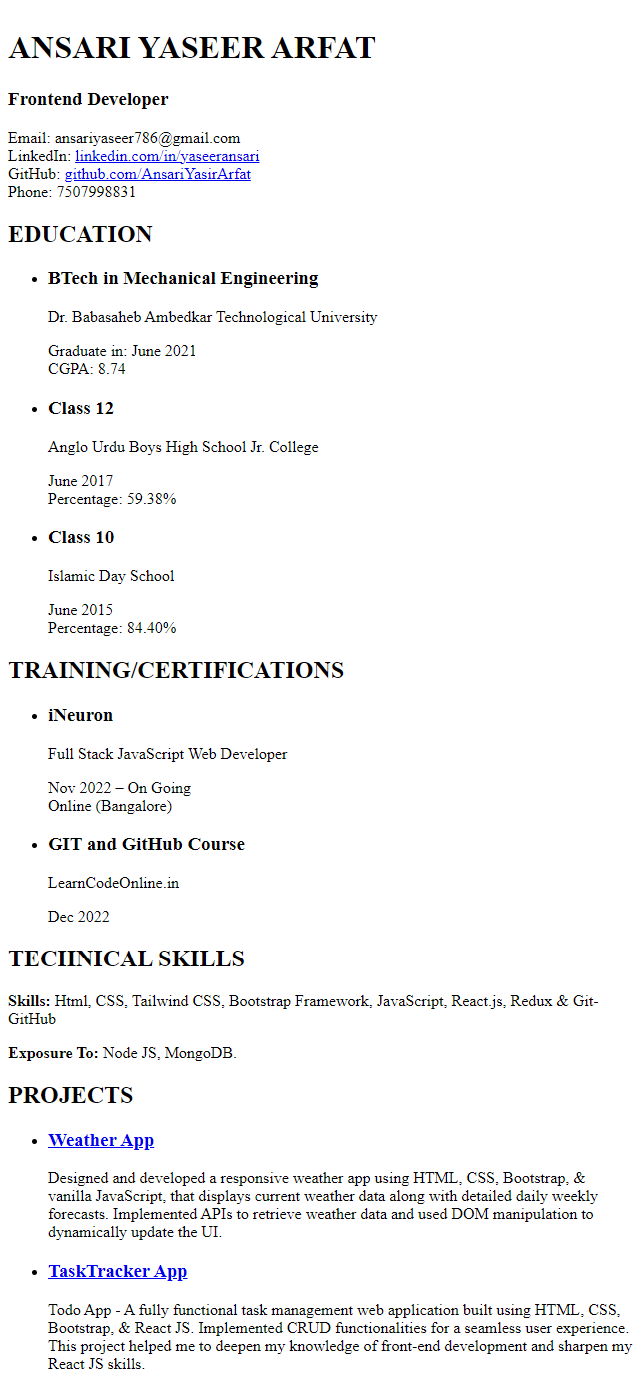 ANSARI YASEER ARFAT
Frontend Developer
Email: ansariyaseer786@gmail.com
LinkedIn: linkedin.com/in/yaseeransari
GitHub: github.com/AnsariYasirArfat
Phone: 7507998831
EDUCATION
• BTech in Mechanical Engineering
Dr. Babasaheb Ambedkar Technological University
Graduate in: June 2021
CGPA: 8.74
• Class 12
Anglo Urdu Boys High School Jr. College
June 2017
Percentage: 59.38%
• Class 10
Islamic Day School
June 2015
Percentage: 84.40%
TRAINING/CERTIFICATIONS
• iNeuron
Full Stack JavaScript Web Developer
Nov 2022 – On Going
Online (Bangalore)
• GIT and GitHub Course
LearnCodeOnline.in
Dec 2022
TECIINICAL SKILLS
Skills: Html, CSS, Tailwind CSS, Bootstrap Framework, JavaScript, React.js, Redux & Git-
GitHub
Exposure To: Node JS, MongoDB.
PROJECTS
• Weather App
Designed and developed a responsive weather app using HTML, CSS, Bootstrap, &
vanilla JavaScript, that displays current weather data along with detailed daily weekly
forecasts. Implemented APIs to retrieve weather data and used DOM manipulation to
dynamically update the UI.
• TaskTracker App
Todo App - A fully functional task management web application built using HTML, CSS,
Bootstrap, & React JS. Implemented CRUD functionalities for a seamless user experience.
This project helped me to deepen my knowledge of front-end development and sharpen my
React JS skills.